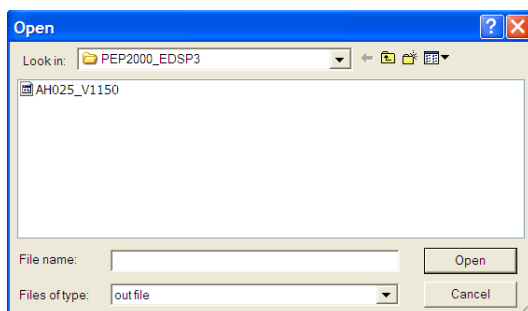 Open
Look in: PEP2000_EDSP3
AH025_V1150
File name: Open
Files of type: out file Cancel